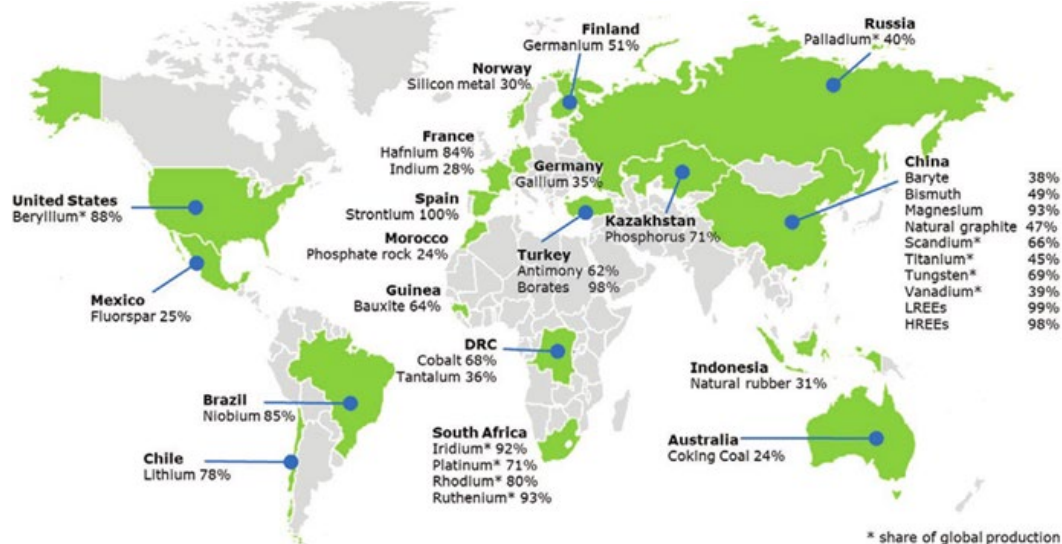 Russia
Palladium* 40%
Finland
Germanium 51%
Norway
Silicon metal 30%
France
Hafnium 84%
Indium 28%
Germany
Gallium 35%
Spain
Strontium 100%
Kazakhstan
Phosphorus 71%
China
Baryte 38%
Bismuth 49%
Magnesium 93%
Natural graphite 47%
Scandium* 66%
Titanium* 45%
Tungsten* 69%
Vanadium* 39%
LREEs 99%
HREEs 98%
United States
Beryllium* 88%
Morocco
Phosphate rock 24%
Turkey
Antimony 62%
Borates 98%
Mexico
Fluorspar 25%
Guinea
Bauxite 64%
DRC
Cobalt 68%
Tantalum 36%
Indonesia
Natural rubber 31%
Brazil
Niobium 85%
South Africa
Iridium* 92%
Platinum* 71%
Rhodium* 80%
Ruthenium* 93%
Australia
Coking Coal 24%
Chile
Lithium 78%
* share of global production